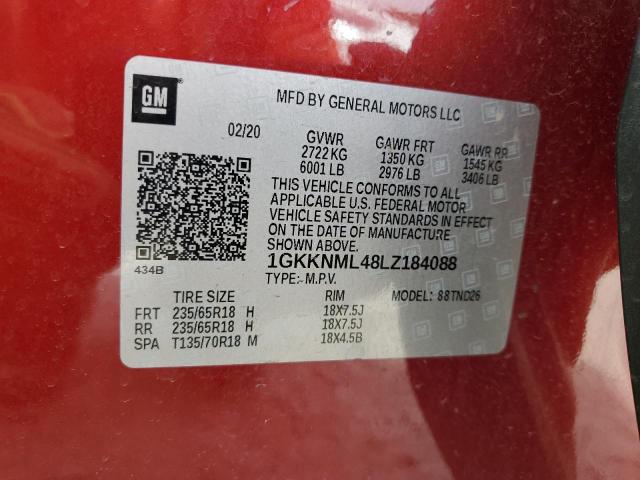 GM
MFD BY GENERAL MOTORS LLC
02/20
GVWR
2722 KG
6001 LB
GAWR FRT
1350 KG
2976 LB
GAWR RR
1545 KG
3406 LB
THIS VEHICLE CONFORMS TO ALL
APPLICABLE U.S. FEDERAL MOTOR
VEHICLE SAFETY STANDARDS IN EFFECT
ON THE DATE OF MANUFACTURE
SHOWN ABOVE.
434B
1GKKNML48LZ184088
TYPE: M.P.V.
MODEL: 88TND26
TIRE SIZE RIM
FRT 235/65R18 H 18X7.5J
RR 235/65R18 H 18X7.5J
SPA T135/70R18 M 18X4.5B